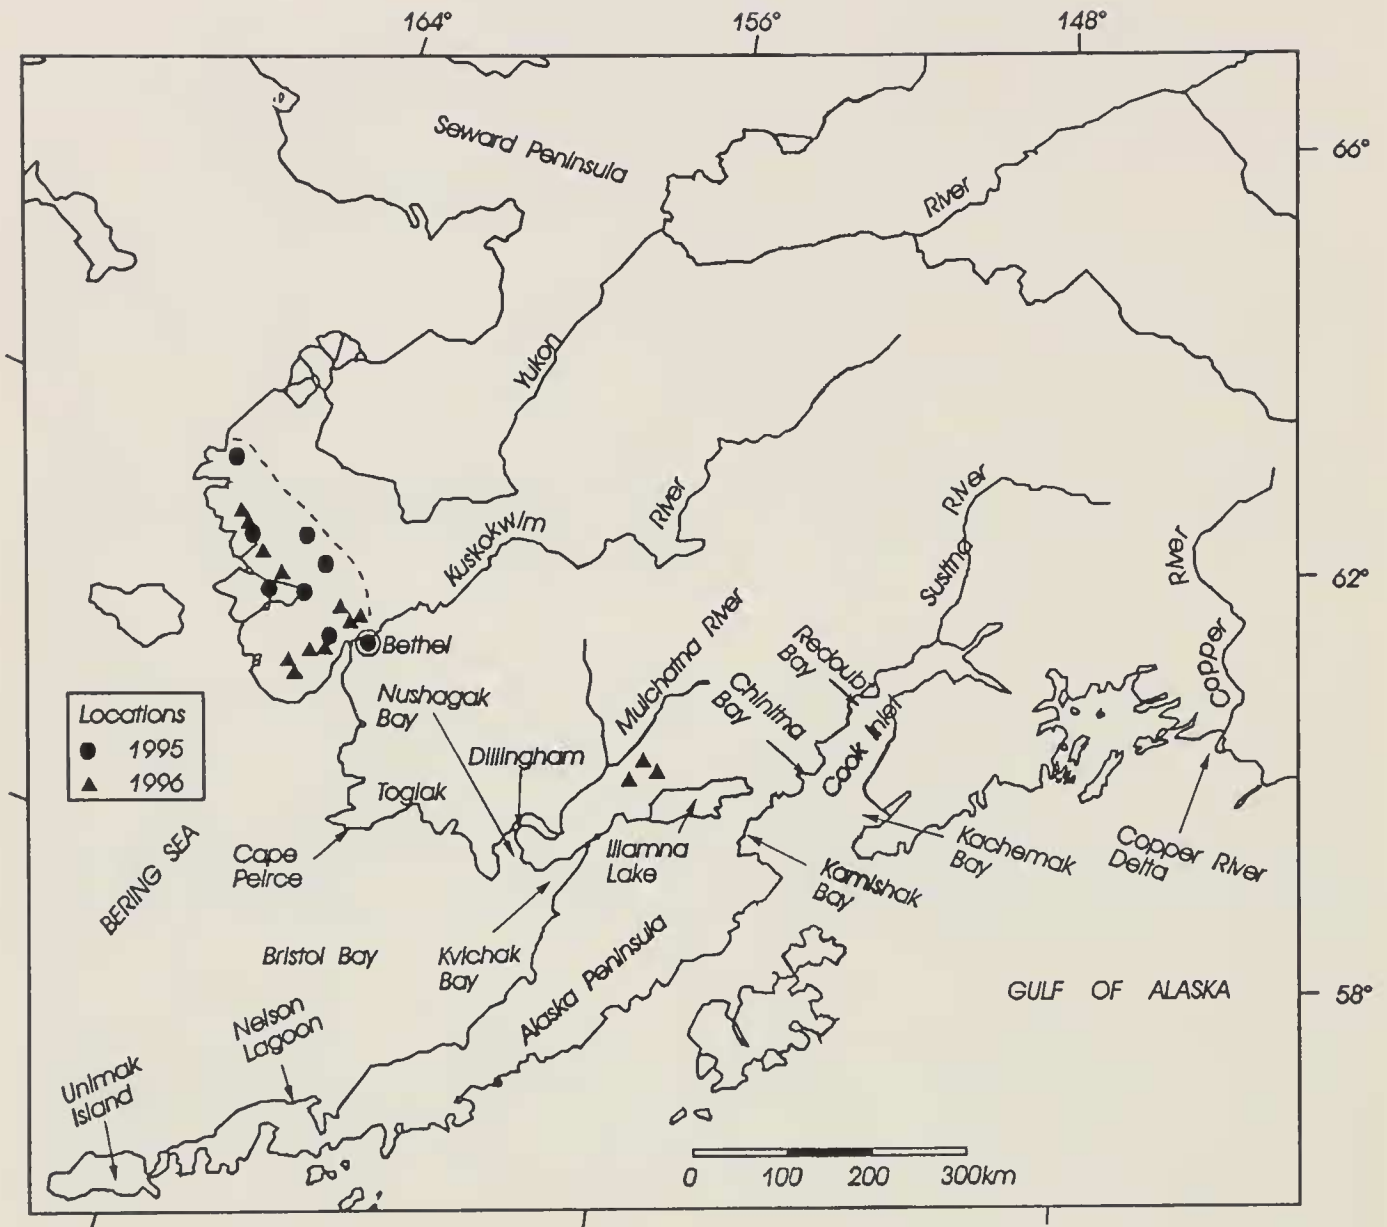 164°
156°
148°
66°
Seward Peninsula
River
Yukon
Kuskokwim
River
62°
Susitna River
River
Copper
Bethel
Mulchatna River
Redoubt
Bay
Nushagak
Bay
Chinitna
Bay
Locations
1995
1996
Dillingham
Cook Inlet
Togiak
BERING SEA
Cape
Peirce
Iliamna
Lake
Kachemak
Bay
Copper River
Delta
Kamishak
Bay
Bristol Bay
Kvichak
Bay
Alaska Peninsula
GULF OF ALASKA
58°
Nelson
Lagoon
Unimak
Island
0 100 200 300km